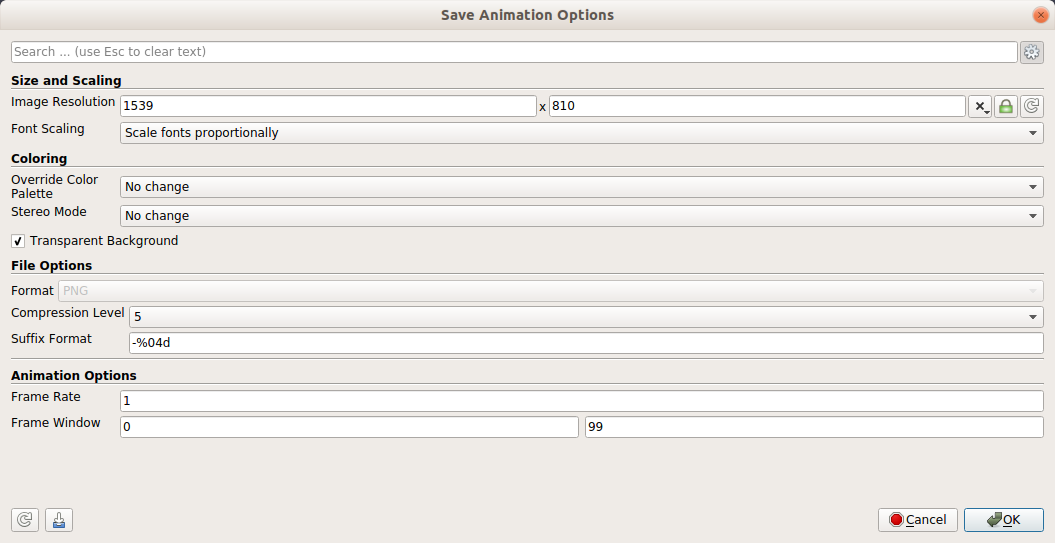 Save Animation Options
Search ... (use Esc to clear text)
Size and Scaling
Image Resolution 1539 x 810
Font Scaling Scale fonts proportionally
Coloring
Override Color
Palette No change
Stereo Mode No change
Transparent Background
File Options
Format PNG
Compression Level 5
Suffix Format -%04d
Animation Options
Frame Rate 1
Frame Window 0 99
Cancel OK